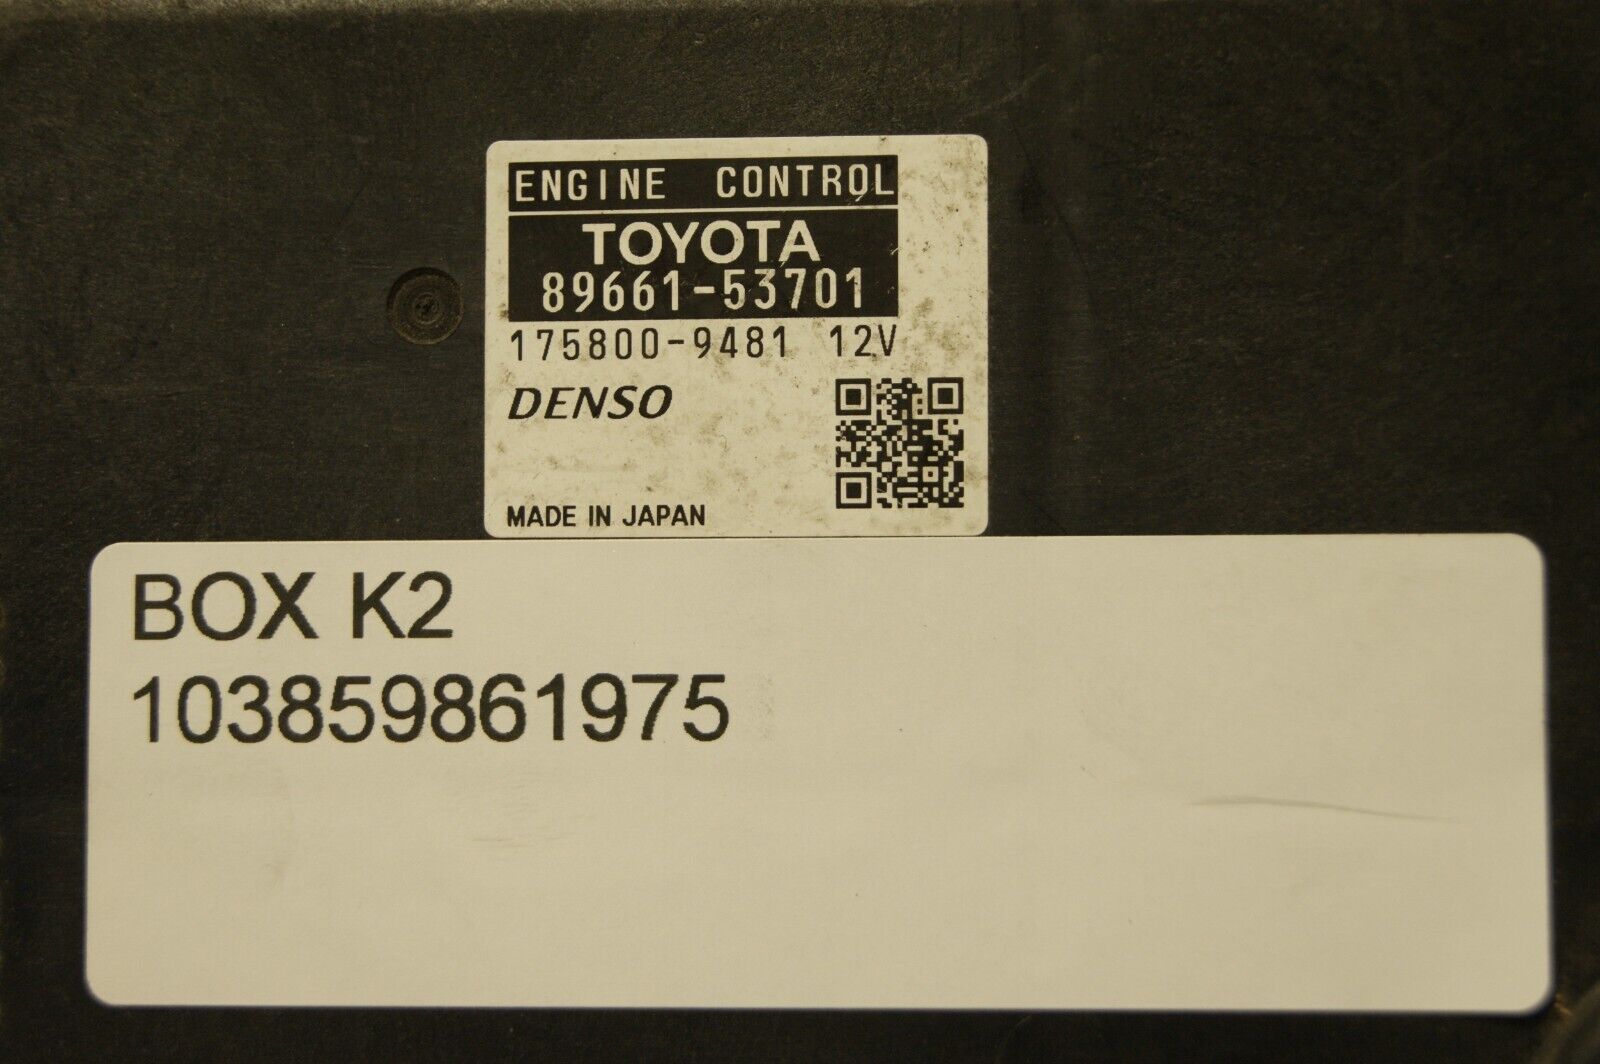 ENGINE CONTROL
TOYOTA
89661-53701
175800-9481 12V
DENSO
MADE IN JAPAN
BOX K2
103859861975